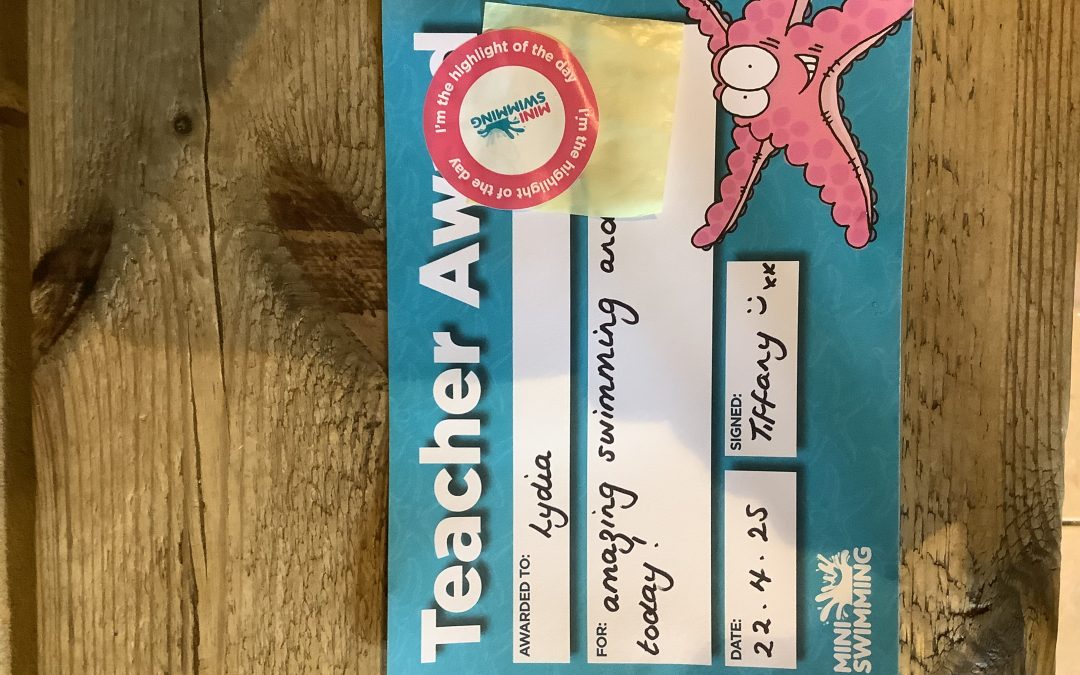 Teacher Aw d
I'm the highlight of the day
I'm the highlight of the day
MINI
SWIMMING
AWARDED TO: Lydia
FOR: amazing swimming and
today!
DATE:
22.4.25
SIGNED:
Tiffany :) xx
MINI
SWIMMING